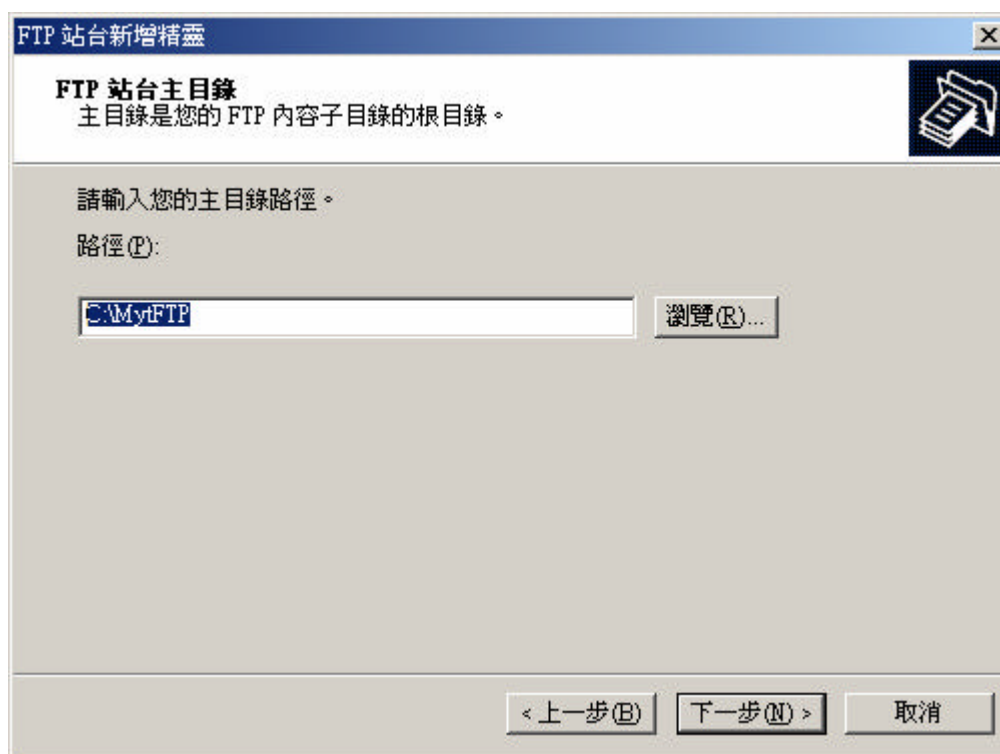 FTP 站台新增精靈
FTP 站台主目錄
主目錄是您的 FTP 內容子目錄的根目錄。
請輸入您的主目錄路徑。
路徑(P):
C:\MytFTP
瀏覽(R)...
< 上一步(B)
下一步(N) >
取消